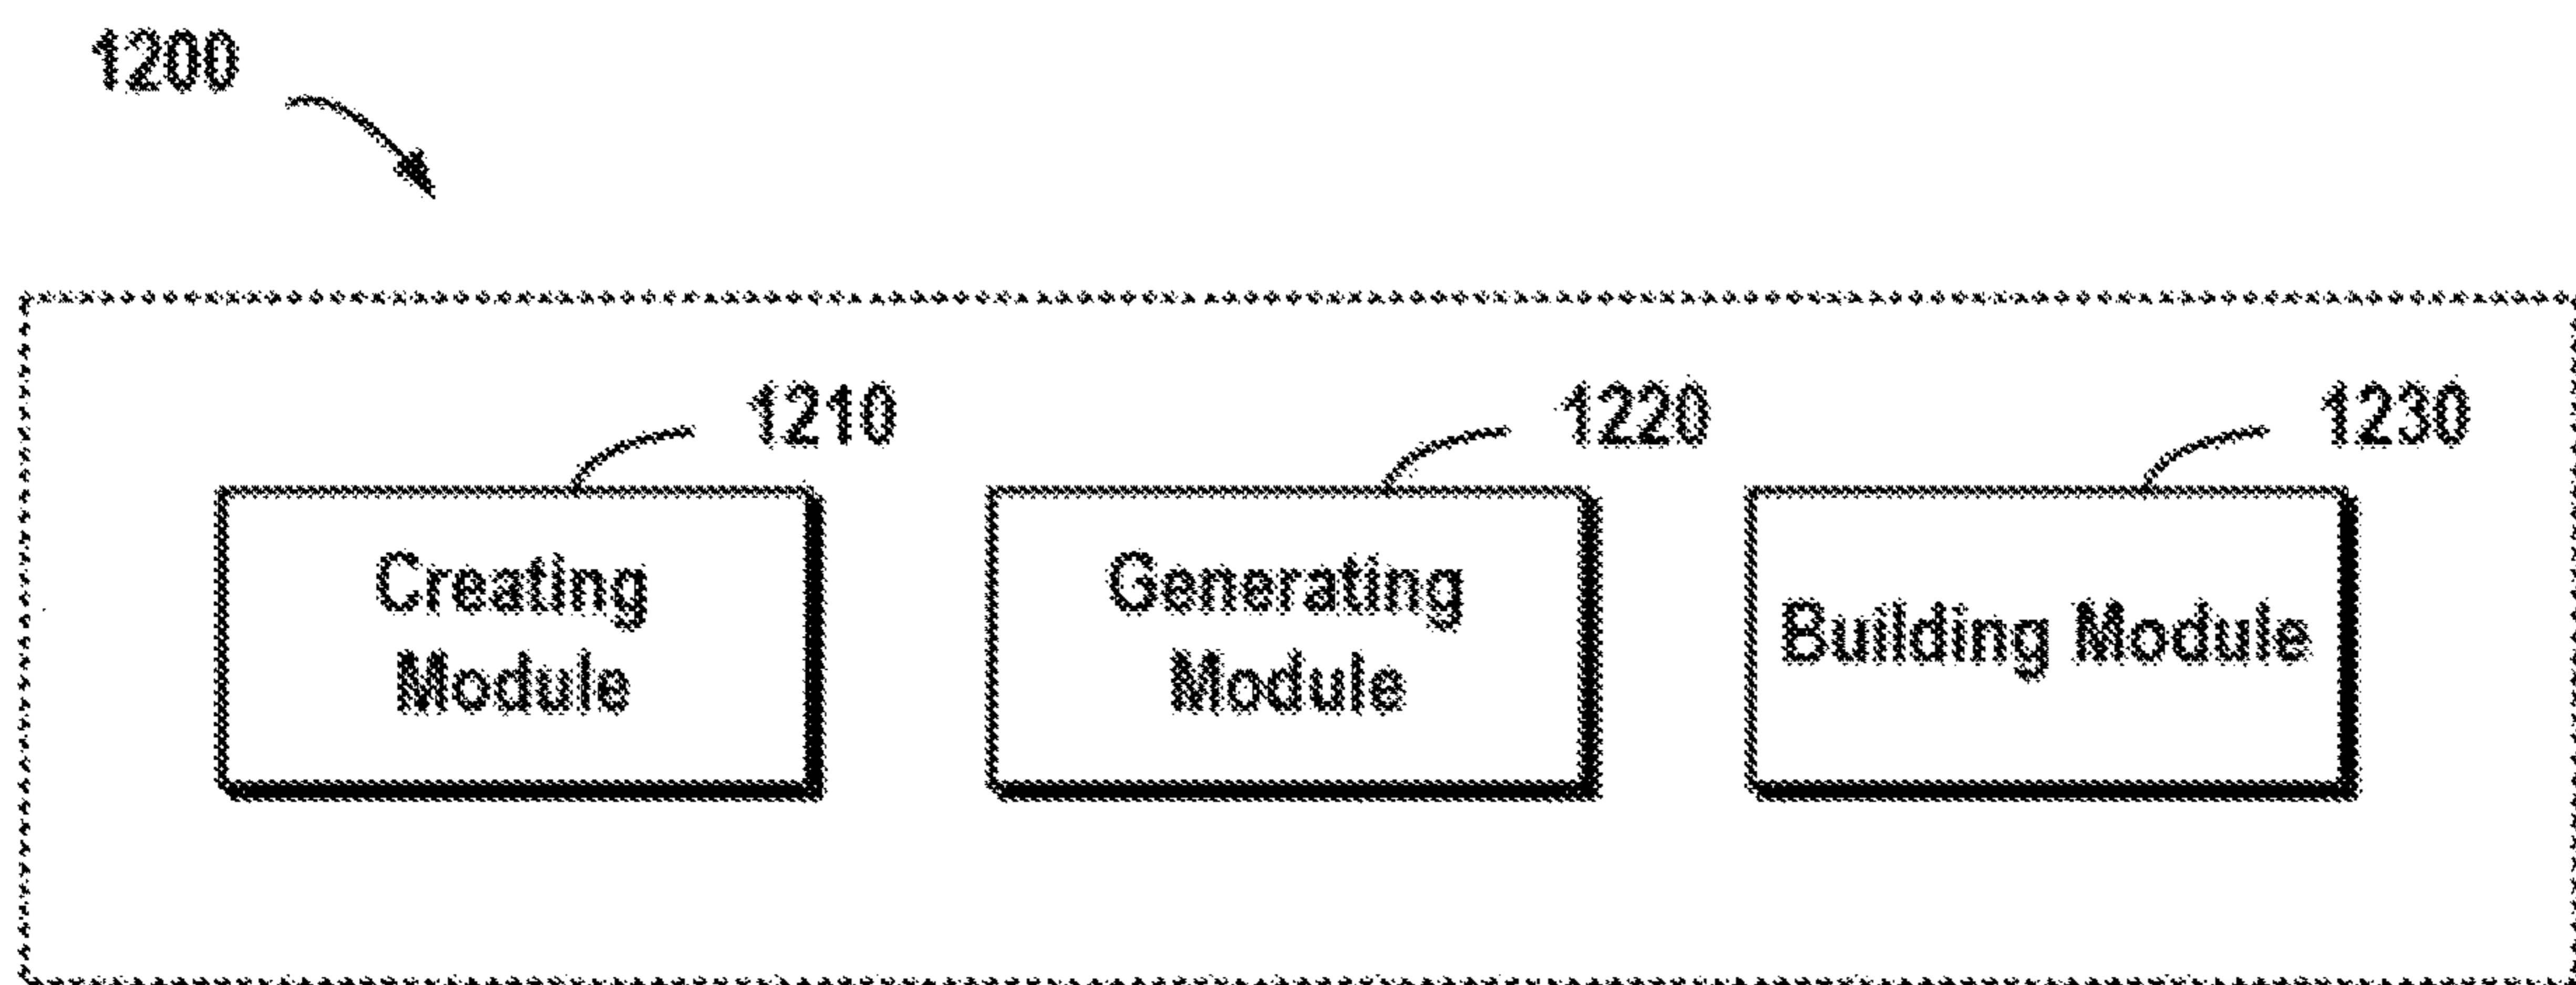 1200
1210
1220
1230
Creating
Module
Generating
Module
Building Module